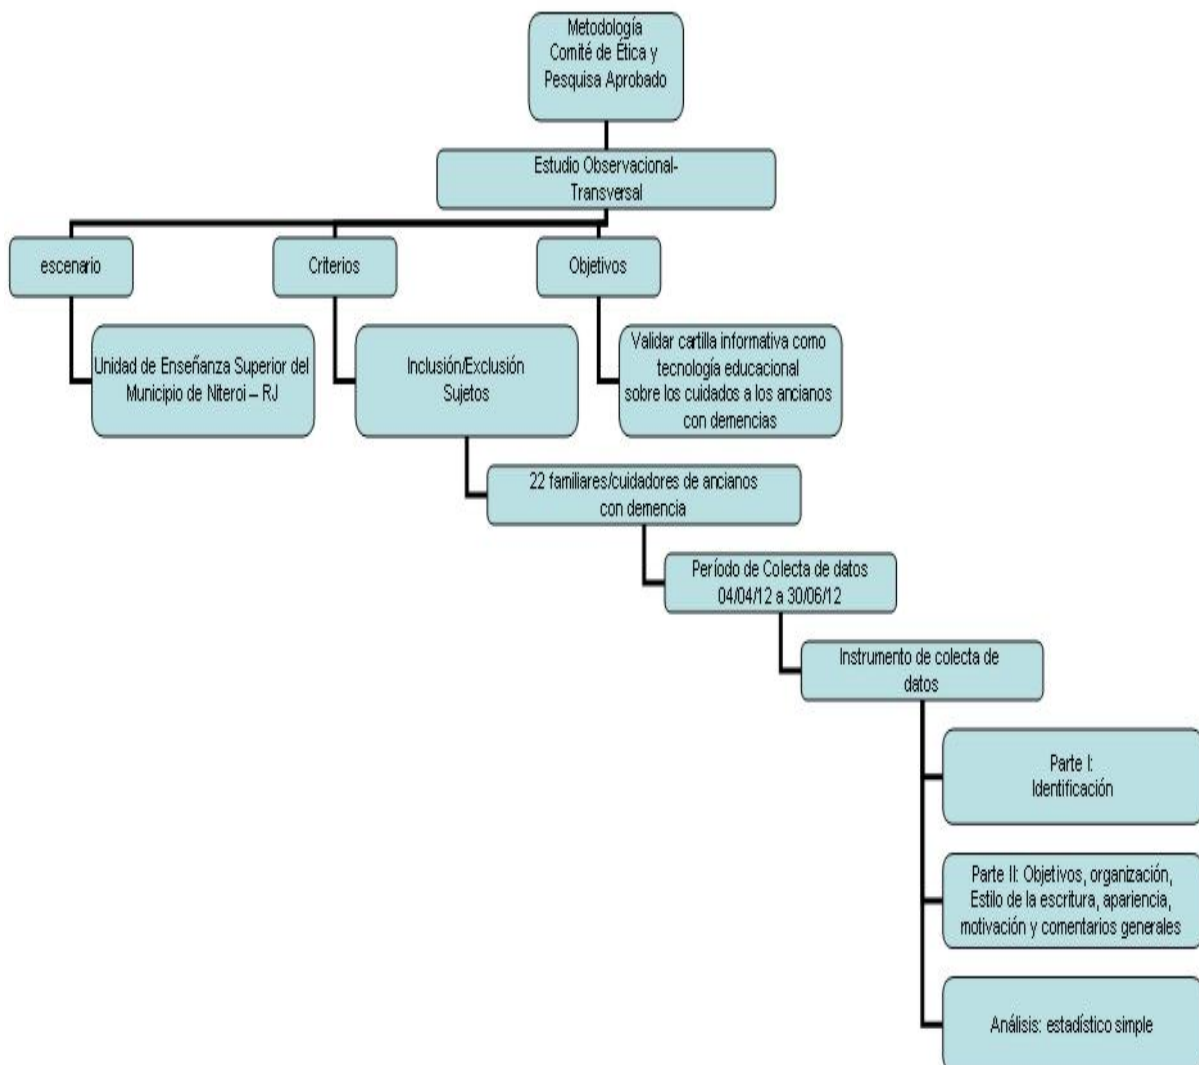 Metodología
Comité de Ética y
Pesquisa Aprobado
Estudio Observacional-
Transversal
escenario
Criterios
Objetivos
Unidad de Enseñanza Superior del
Municipio de Niteroi – RJ
Inclusión/Exclusión
Sujetos
Validar cartilla informativa como
tecnología educacional
sobre los cuidados a los ancianos
con demencias
22 familiares/cuidadores de ancianos
con demencia
Período de Colecta de datos
04/04/12 a 30/06/12
Instrumento de colecta de
datos
Parte I:
Identificación
Parte II: Objetivos, organización,
Estilo de la escritura, apariencia,
motivación y comentarios generales
Análisis: estadístico simple